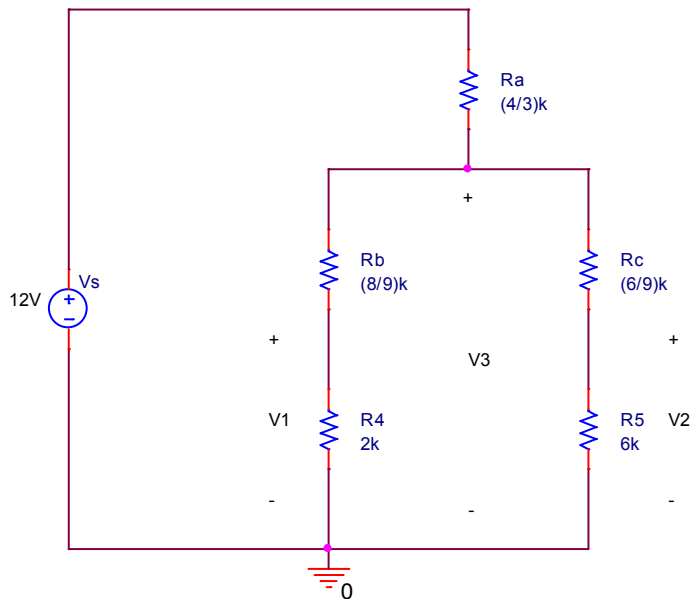 Ra
(4/3)k
+
Rb
(8/9)k
Rc
(6/9)k
Vs
12V
+
−
+
V1
-
R4
2k
V3
-
R5
6k
+
V2
-
0